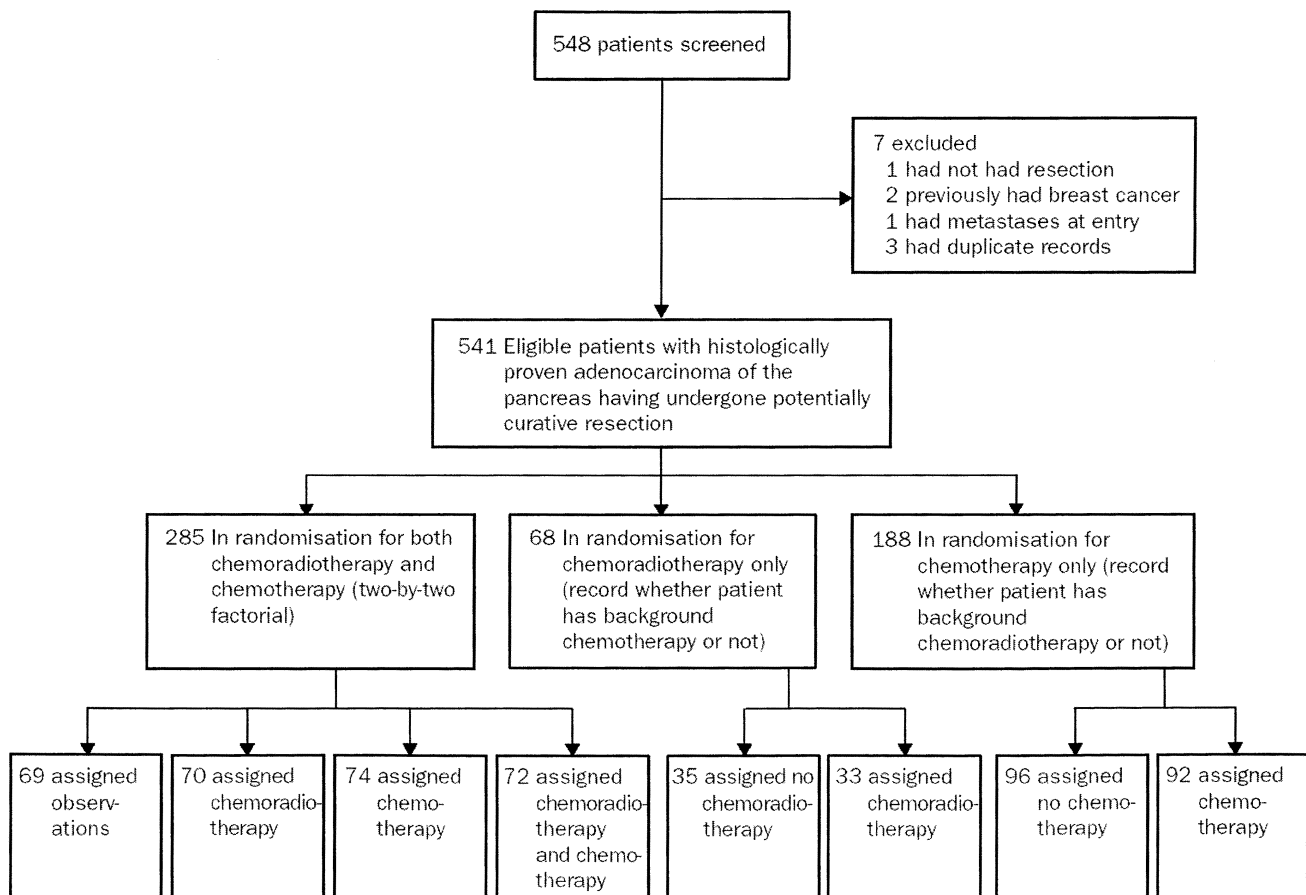 548 patients screened
7 excluded
1 had not had resection
2 previously had breast cancer
1 had metastases at entry
3 had duplicate records
541 Eligible patients with histologically
proven adenocarcinoma of the
pancreas having undergone potentially
curative resection
285 In randomisation for both
chemoradiotherapy and
chemotherapy (two-by-two
factorial)
68 In randomisation for
chemoradiotherapy only
(record whether patient
has background
chemotherapy or not)
188 In randomisation for
chemotherapy only (record
whether patient has
background
chemoradiotherapy or not)
69 assigned
observ-
ations
70 assigned
chemoradio-
therapy
74 assigned
chemo-
therapy
72 assigned
chemoradio-
therapy
and chemo-
therapy
35 assigned no
chemoradio-
therapy
33 assigned
chemoradio-
therapy
96 assigned
no chemo-
therapy
92 assigned
chemo-
therapy